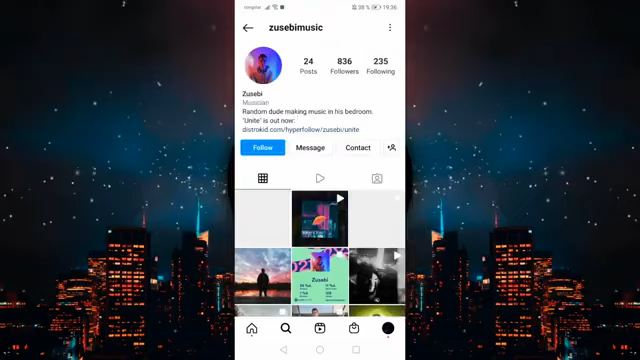 38 % 19:36
zusebimusic
24 836 235
Posts Followers Following
Zusebi
Musician
Random dude making music in his bedroom.
"Unite" is out now:
distrokid.com/hyperfollow/zusebi/unite
Follow Message Contact
Zusebi